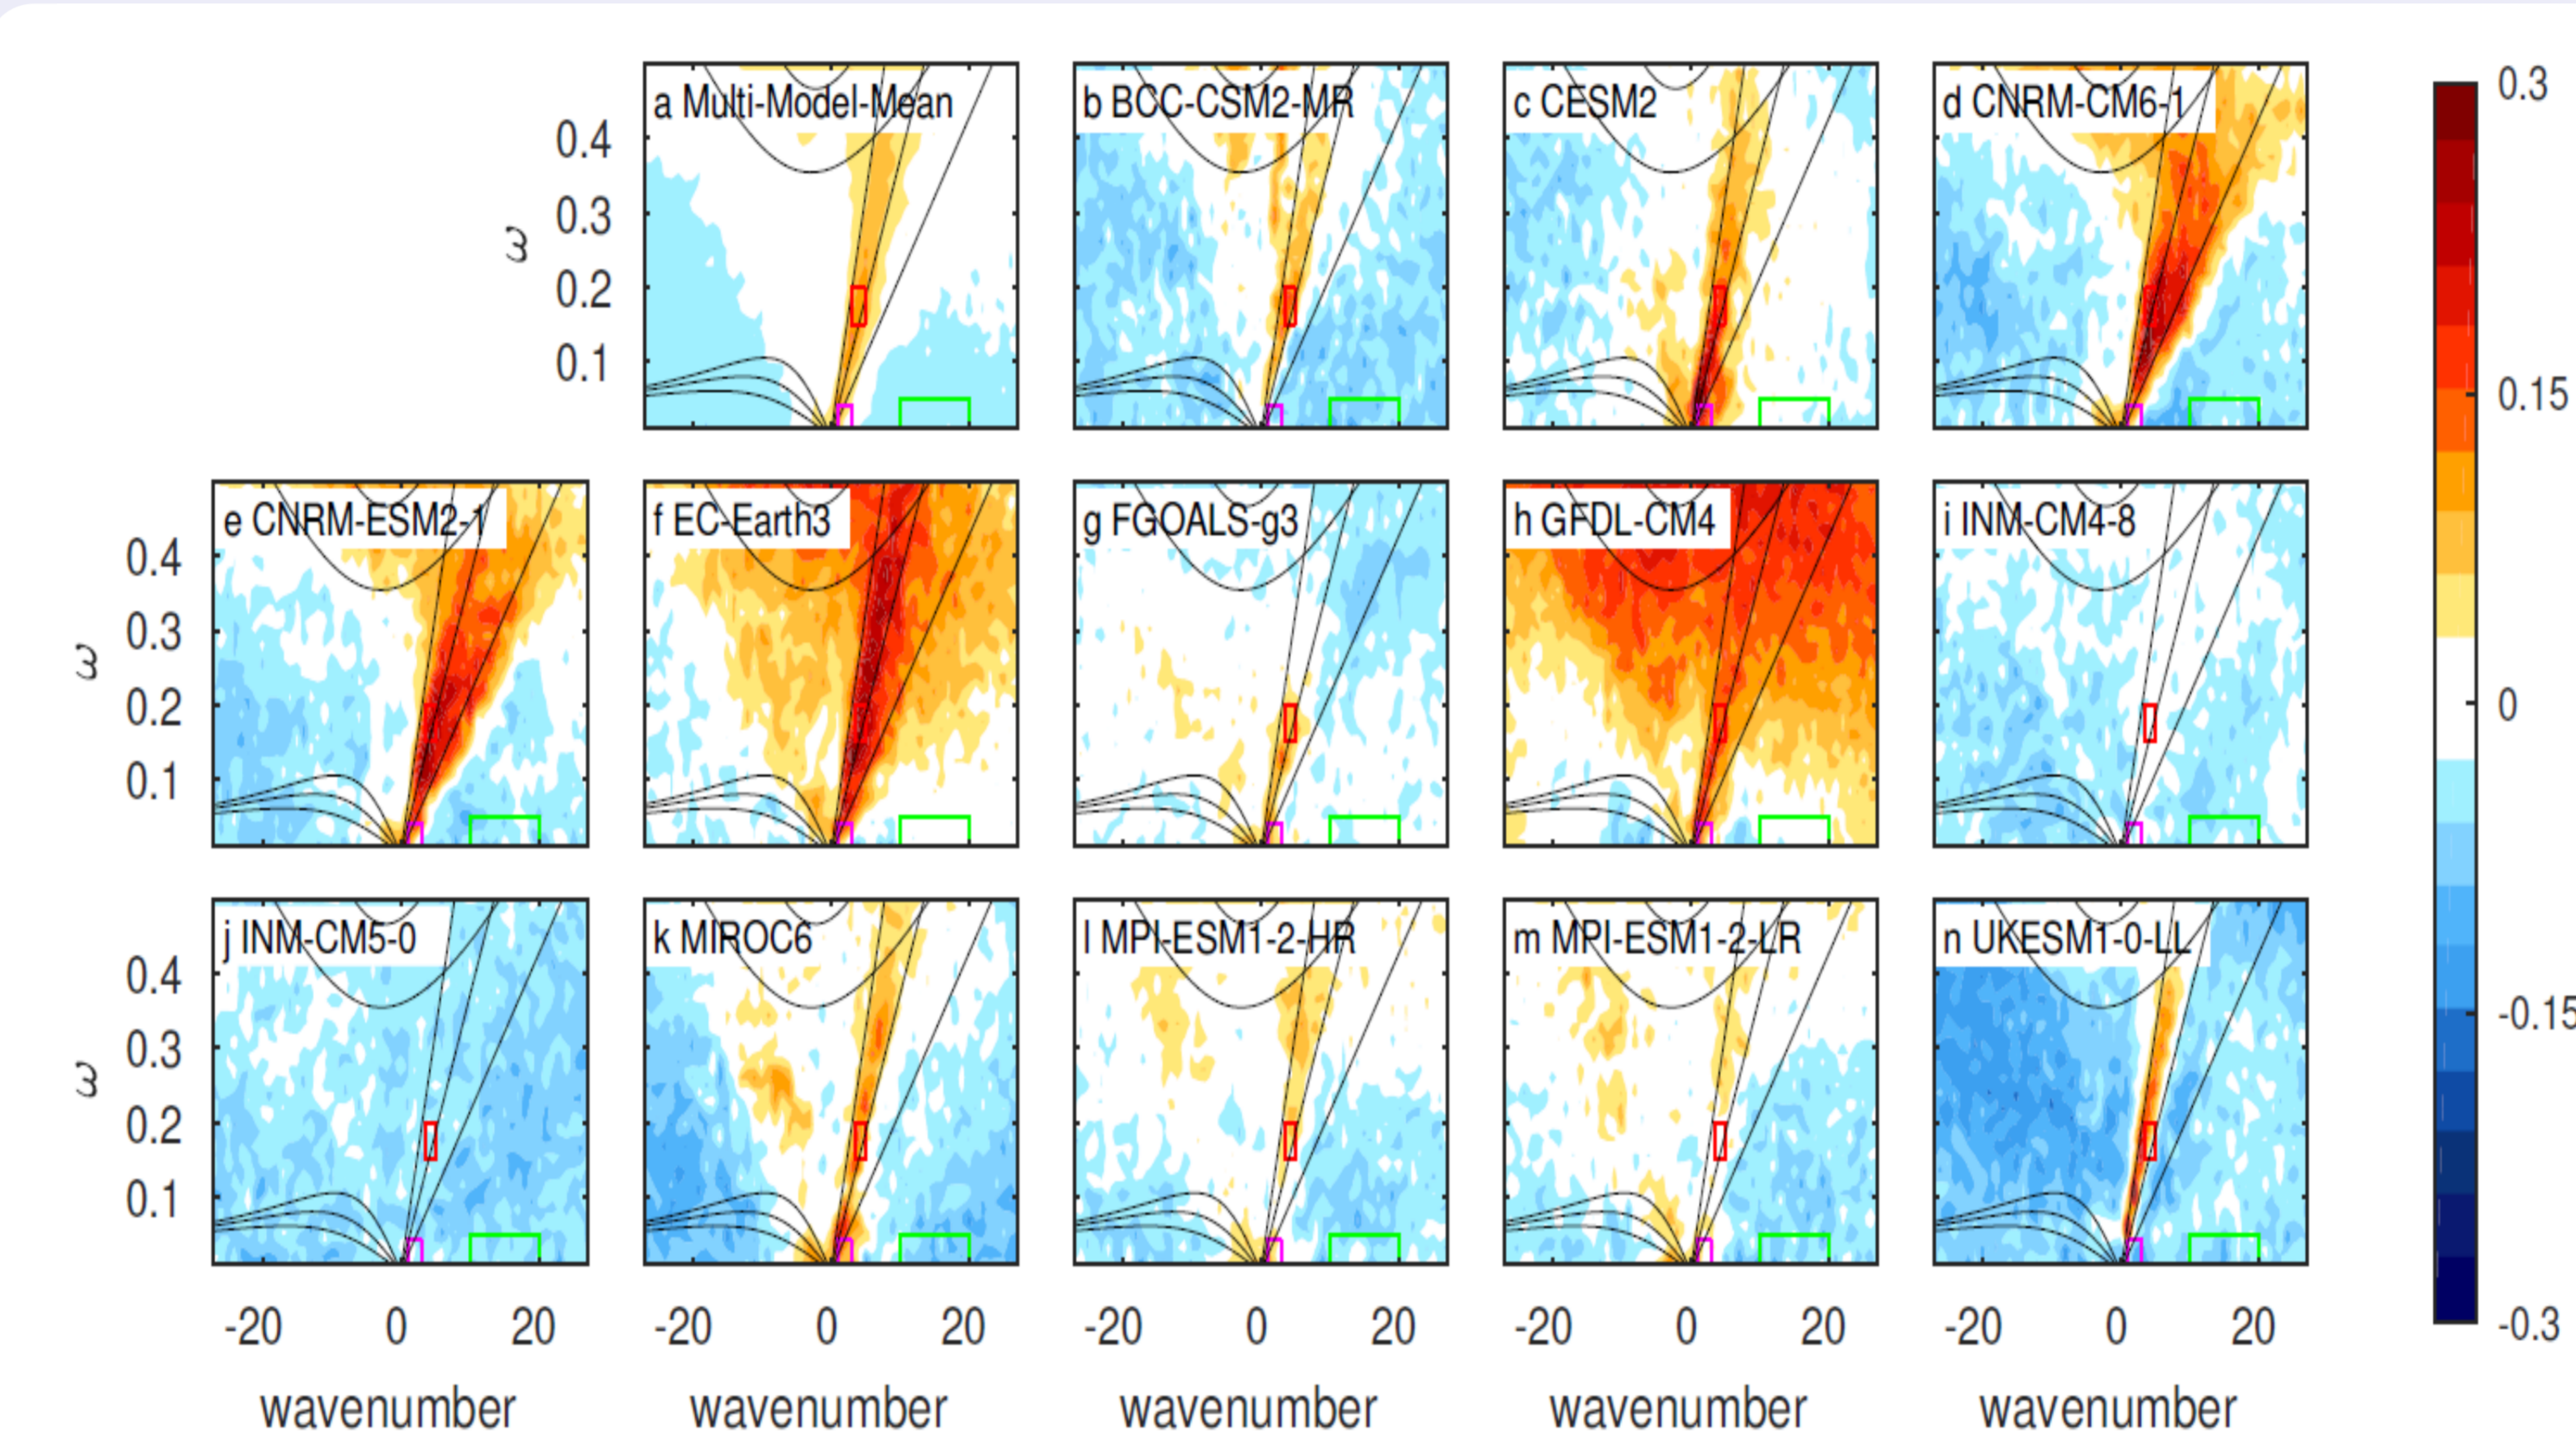 a Multi-Model-Mean
b BCC-CSM2-MR
c CESM2
d CNRM-CM6-1
0.4
0.3
0.2
0.1
ω
e CNRM-ESM2-1
f EC-Earth3
g FGOALS-g3
h GFDL-CM4
i INM-CM4-8
0.4
0.3
0.2
0.1
ω
j INM-CM5-0
k MIROC6
l MPI-ESM1-2-HR
m MPI-ESM1-2-LR
n UKESM1-0-LL
0.4
0.3
0.2
0.1
ω
-20 0 20
-20 0 20
-20 0 20
-20 0 20
-20 0 20
wavenumber
wavenumber
wavenumber
wavenumber
wavenumber
0.3
0.15
0
-0.15
-0.3